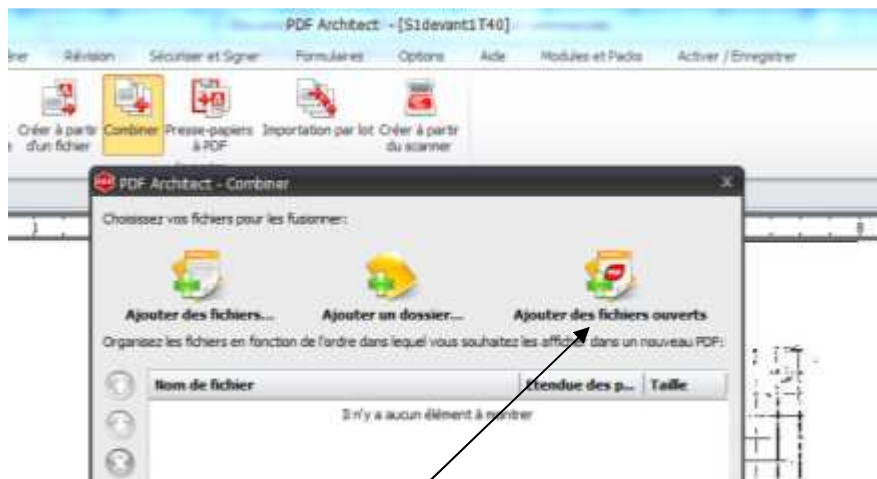 PDF Architect - [S1devant1T40]
Révision Sécuriser et Signer Formulaires Options Aide Modules et Packs Activer / Enregistrer
Créer à partir d'un fichier
Combiner
Presse-papiers à PDF
Importation par lot
Créer à partir du scanner
PDF Architect - Combiner
Choisissez vos fichiers pour les fusionner:
Ajouter des fichiers... Ajouter un dossier... Ajouter des fichiers ouverts
Organisez les fichiers en fonction de l'ordre dans lequel vous souhaitez les afficher dans un nouveau PDF:
Nom de fichier Etendue des p... Taille
Il n'y a aucun élément à montrer